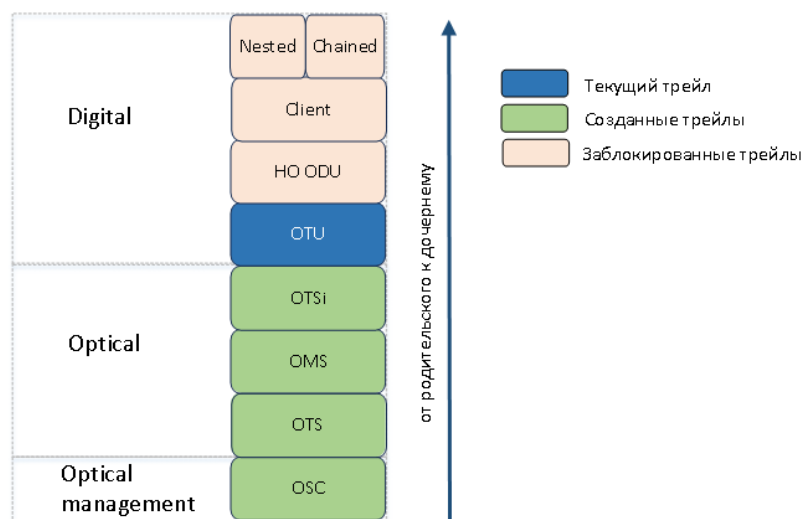 Nested
Chained
Client
HO ODU
OTU
OTSi
OMS
OTS
OSC
Digital
Optical
Optical
management
от родительского к дочернему
Текущий трейл
Созданные трейлы
Заблокированные трейлы